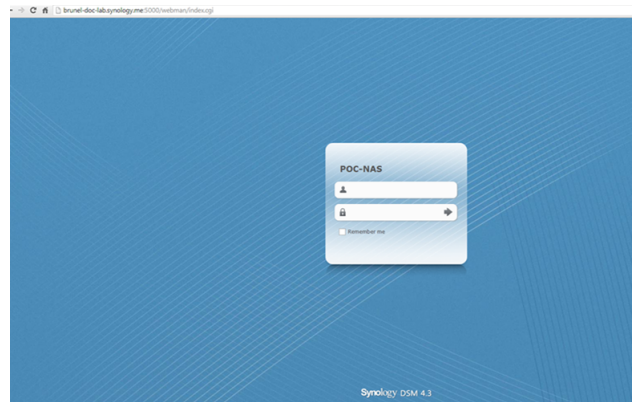 brunel-doc-lab.synology.me:5000/webman/index.cgi
POC-NAS
Remember me
Synology DSM 4.3